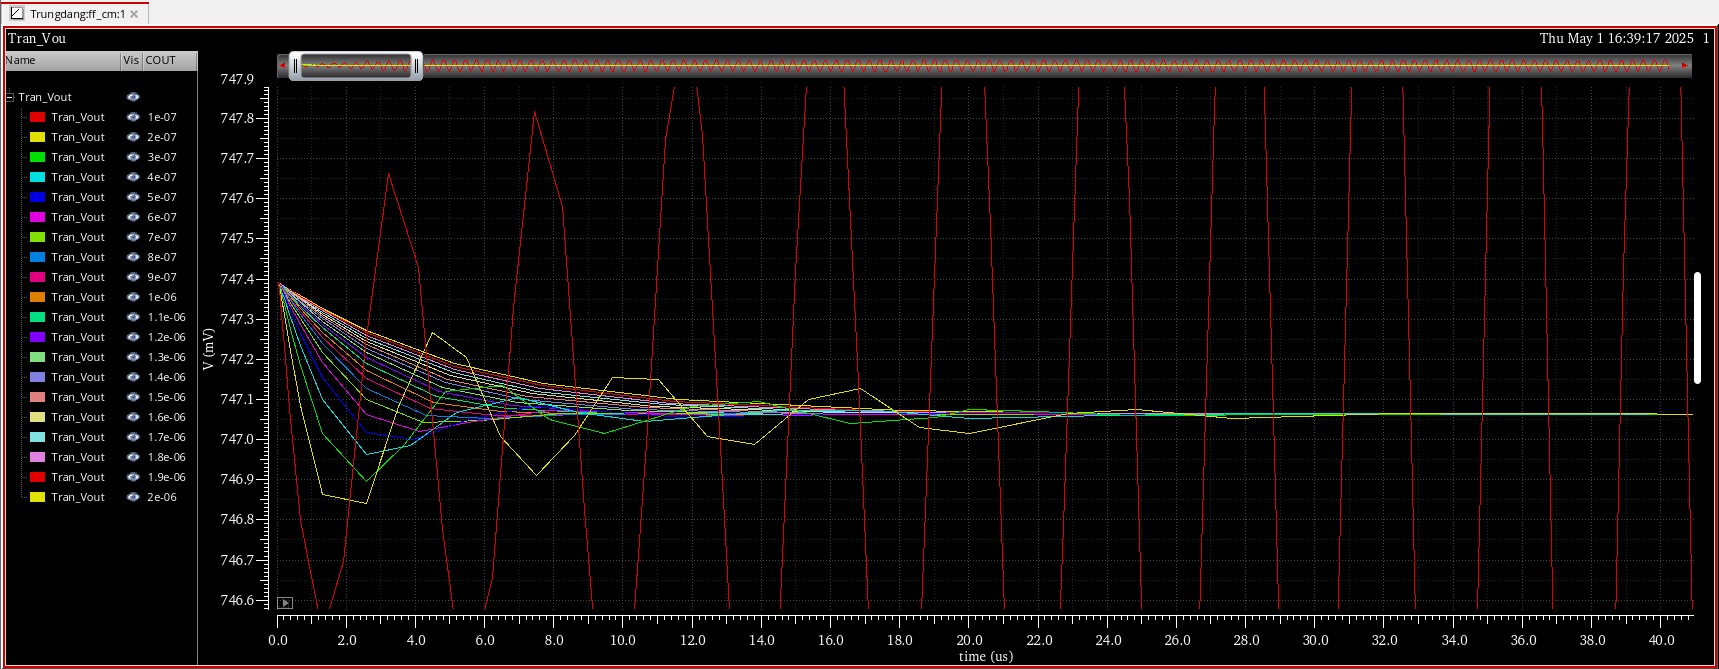 Trungdang:ff_cm:1
Tran_Vou
Thu May 1 16:39:17 2025 1
Name Vis COUT
Tran_Vout
Tran_Vout 1e-07
Tran_Vout 2e-07
Tran_Vout 3e-07
Tran_Vout 4e-07
Tran_Vout 5e-07
Tran_Vout 6e-07
Tran_Vout 7e-07
Tran_Vout 8e-07
Tran_Vout 9e-07
Tran_Vout 1e-06
Tran_Vout 1.1e-06
Tran_Vout 1.2e-06
Tran_Vout 1.3e-06
Tran_Vout 1.4e-06
Tran_Vout 1.5e-06
Tran_Vout 1.6e-06
Tran_Vout 1.7e-06
Tran_Vout 1.8e-06
Tran_Vout 1.9e-06
Tran_Vout 2e-06
V (mV)
747.9
747.8
747.7
747.6
747.5
747.4
747.3
747.2
747.1
747.0
746.9
746.8
746.7
746.6
0.0 2.0 4.0 6.0 8.0 10.0 12.0 14.0 16.0 18.0 20.0 22.0 24.0 26.0 28.0 30.0 32.0 34.0 36.0 38.0 40.0
time (us)